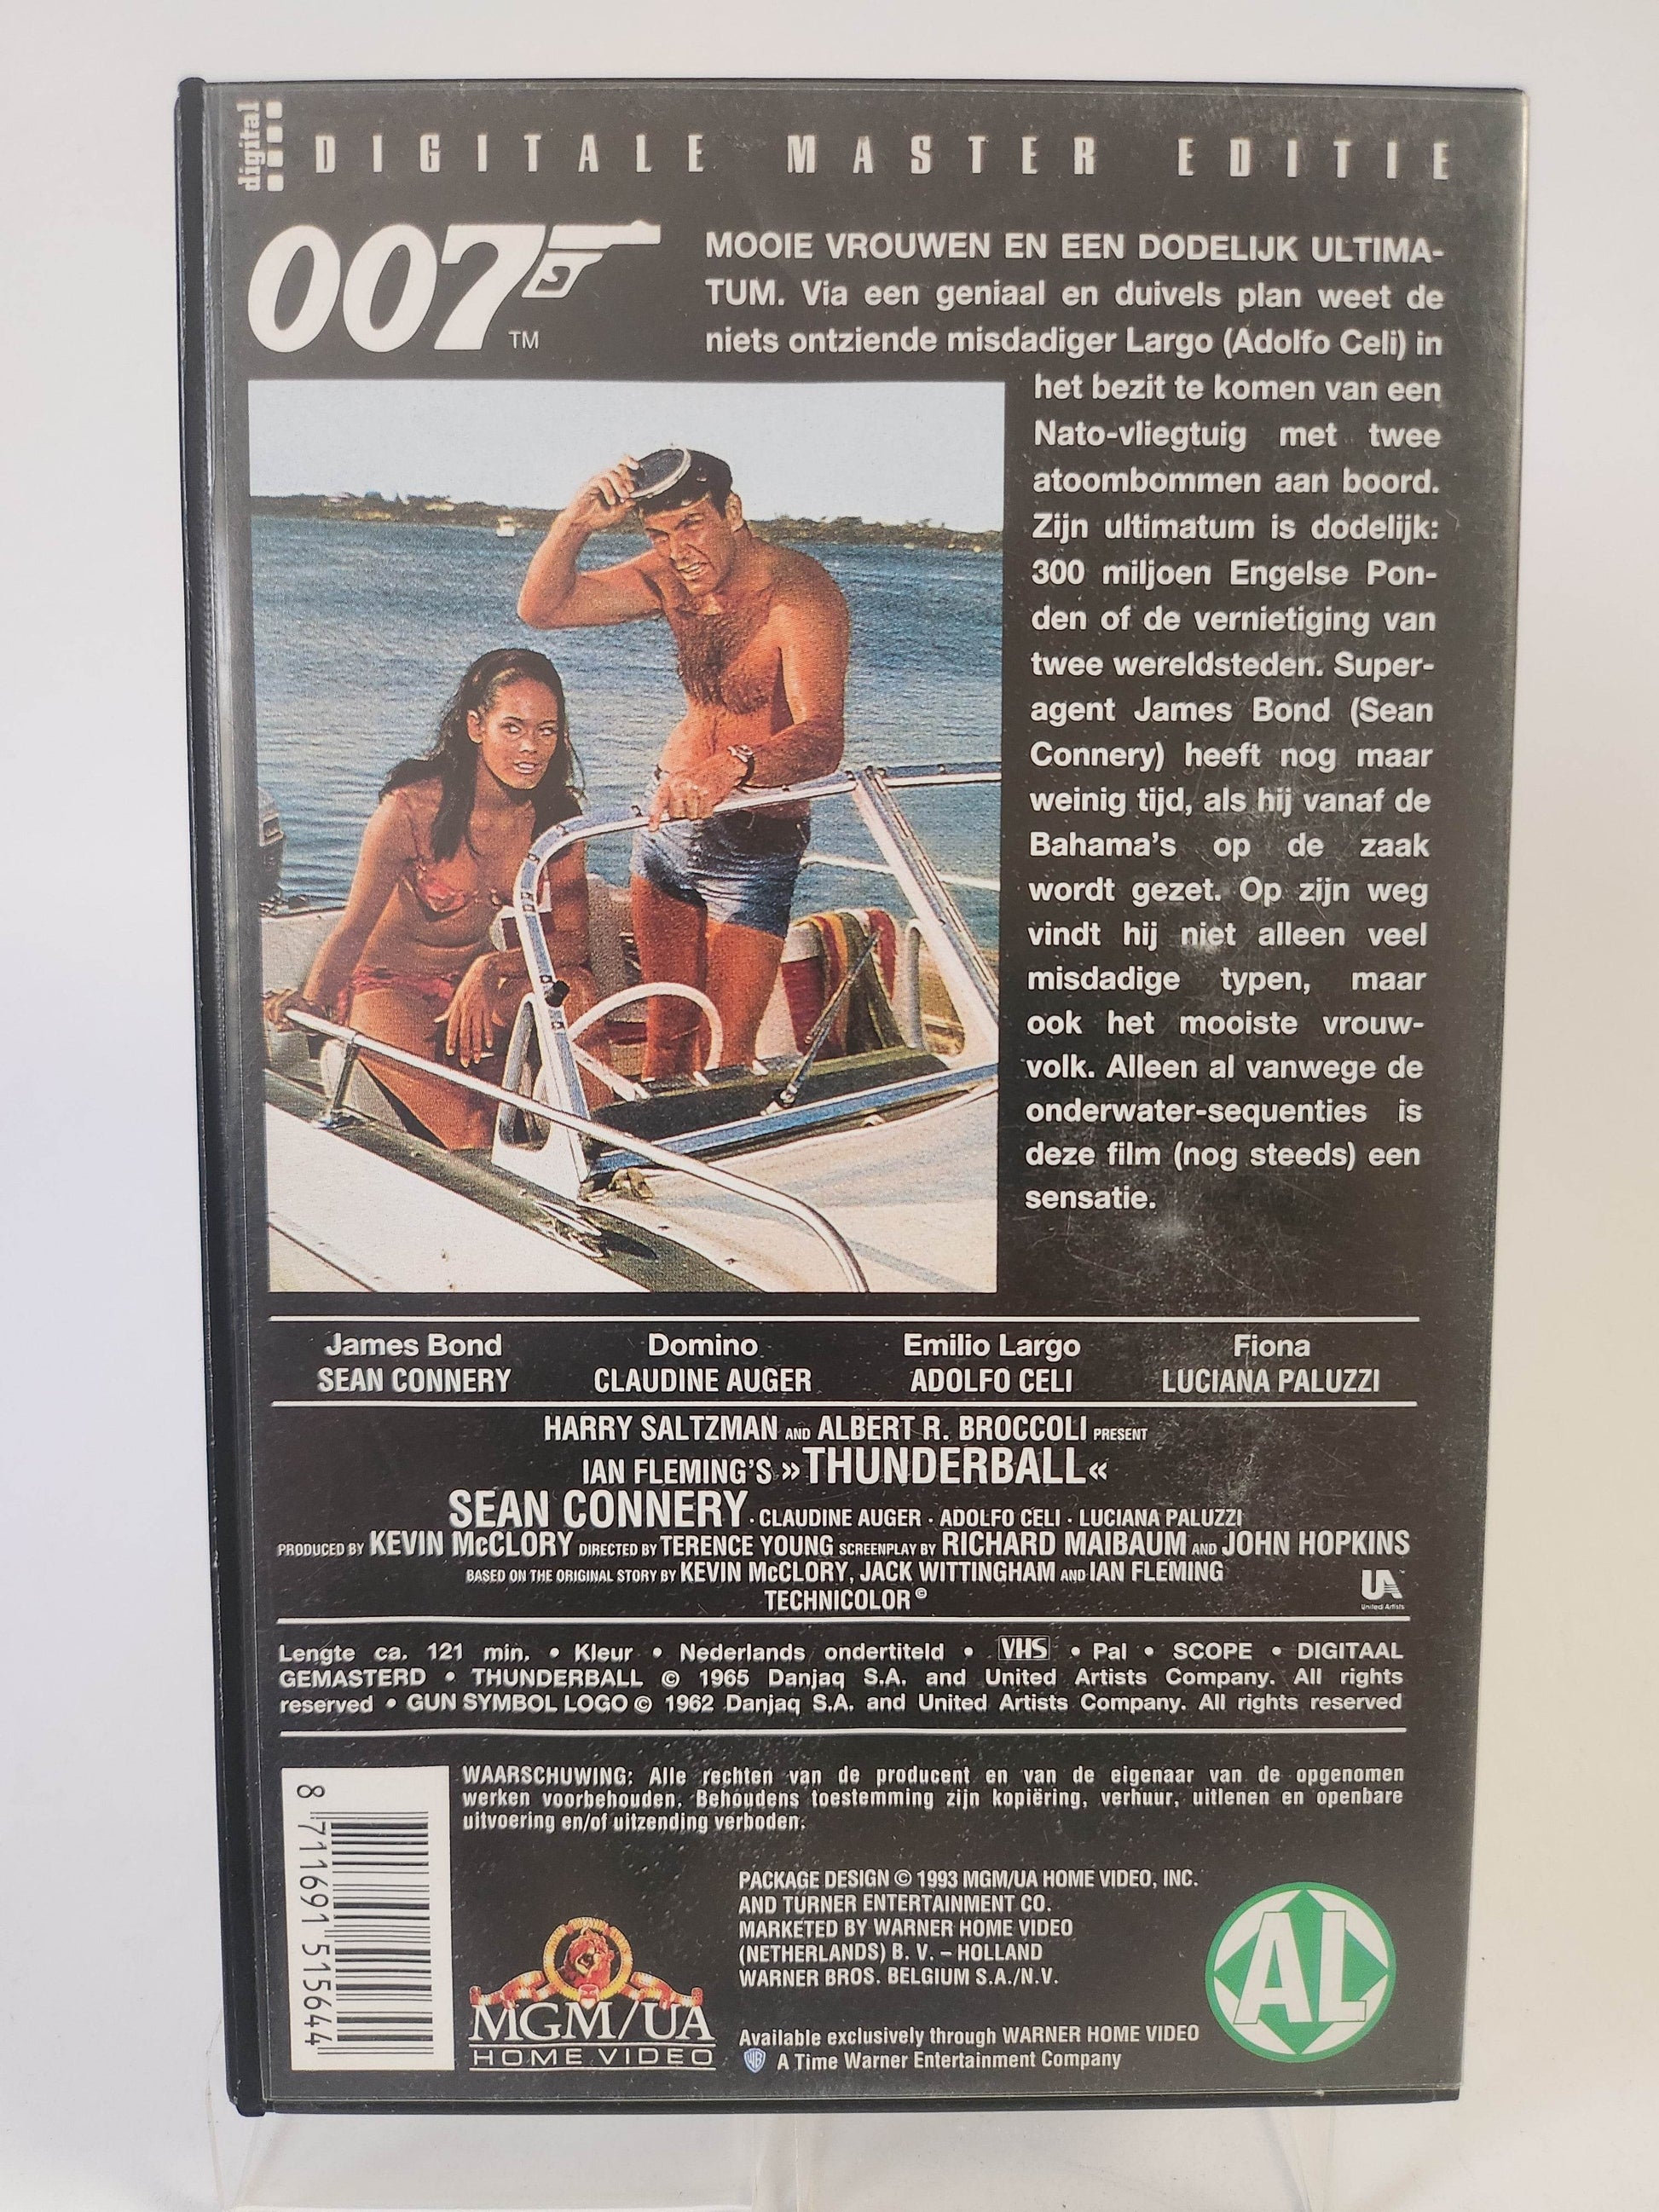 digital
DIGITALE MASTER EDITIE
007
TM
MOOIE VROUWEN EN EEN DODELIJK ULTIMA-
TUM. Via een geniaal en duivels plan weet de
niets ontziende misdadiger Largo (Adolfo Celi) in
het bezit te komen van een
Nato-vliegtuig met twee
atoombommen aan boord.
Zijn ultimatum is dodelijk:
300 miljoen Engelse Pon-
den of de vernietiging van
twee wereldsteden. Super-
agent James Bond (Sean
Connery) heeft nog maar
weinig tijd, als hij vanaf de
Bahama's op de zaak
wordt gezet. Op zijn weg
vindt hij niet alleen veel
misdadige typen, maar
ook het mooiste vrouw-
volk. Alleen al vanwege de
onderwater-sequenties is
deze film (nog steeds) een
sensatie.
James Bond Domino Emilio Largo Fiona
SEAN CONNERY CLAUDINE AUGER ADOLFO CELI LUCIANA PALUZZI
HARRY SALTZMAN AND ALBERT R. BROCCOLI PRESENT
IAN FLEMING'S »THUNDERBALL«
SEAN CONNERY · CLAUDINE AUGER · ADOLFO CELI · LUCIANA PALUZZI
PRODUCED BY KEVIN McCLORY DIRECTED BY TERENCE YOUNG SCREENPLAY BY RICHARD MAIBAUM AND JOHN HOPKINS
BASED ON THE ORIGINAL STORY BY KEVIN McCLORY, JACK WITTINGHAM AND IAN FLEMING
TECHNICOLOR©
UA
United Artists
Lengte ca. 121 min. • Kleur • Nederlands ondertiteld • VHS • Pal • SCOPE • DIGITAAL
GEMASTERD • THUNDERBALL © 1965 Danjaq S.A. and United Artists Company. All rights
reserved • GUN SYMBOL LOGO © 1962 Danjaq S.A. and United Artists Company. All rights reserved
WAARSCHUWING: Alle rechten van de producent en van de eigenaar van de opgenomen
werken voorbehouden. Behoudens toestemming zijn kopiëring, verhuur, uitlenen en openbare
uitvoering en/of uitzending verboden.
8 711691 515644
PACKAGE DESIGN © 1993 MGM/UA HOME VIDEO, INC.
AND TURNER ENTERTAINMENT CO.
MARKETED BY WARNER HOME VIDEO
(NETHERLANDS) B. V. – HOLLAND
WARNER BROS. BELGIUM S.A./N.V.
MGM/UA
HOME VIDEO
Available exclusively through WARNER HOME VIDEO
WB A Time Warner Entertainment Company
AL